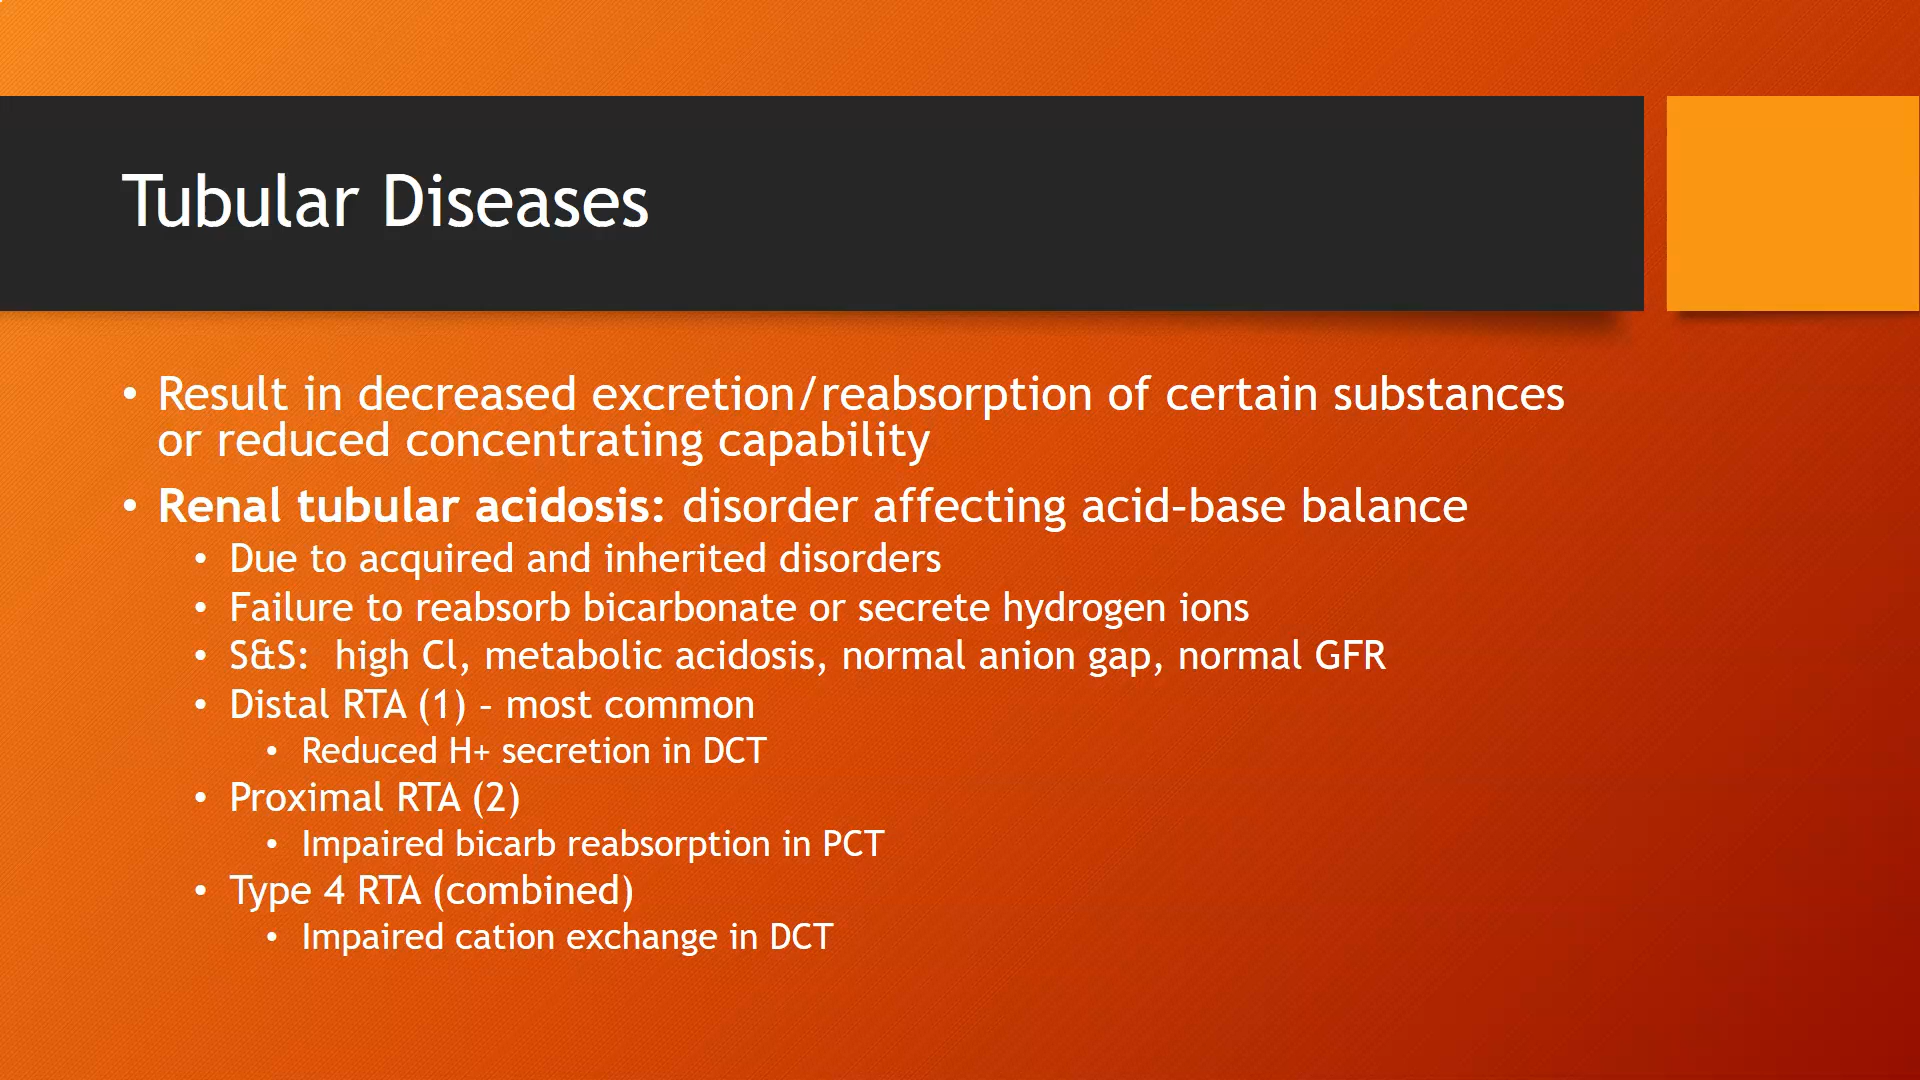 Tubular Diseases
• Result in decreased excretion/reabsorption of certain substances
or reduced concentrating capability
• Renal tubular acidosis: disorder affecting acid-base balance
• Due to acquired and inherited disorders
• Failure to reabsorb bicarbonate or secrete hydrogen ions
• S&S:  high Cl, metabolic acidosis, normal anion gap, normal GFR
• Distal RTA (1) – most common
• Reduced H+ secretion in DCT
• Proximal RTA (2)
• Impaired bicarb reabsorption in PCT
• Type 4 RTA (combined)
• Impaired cation exchange in DCT